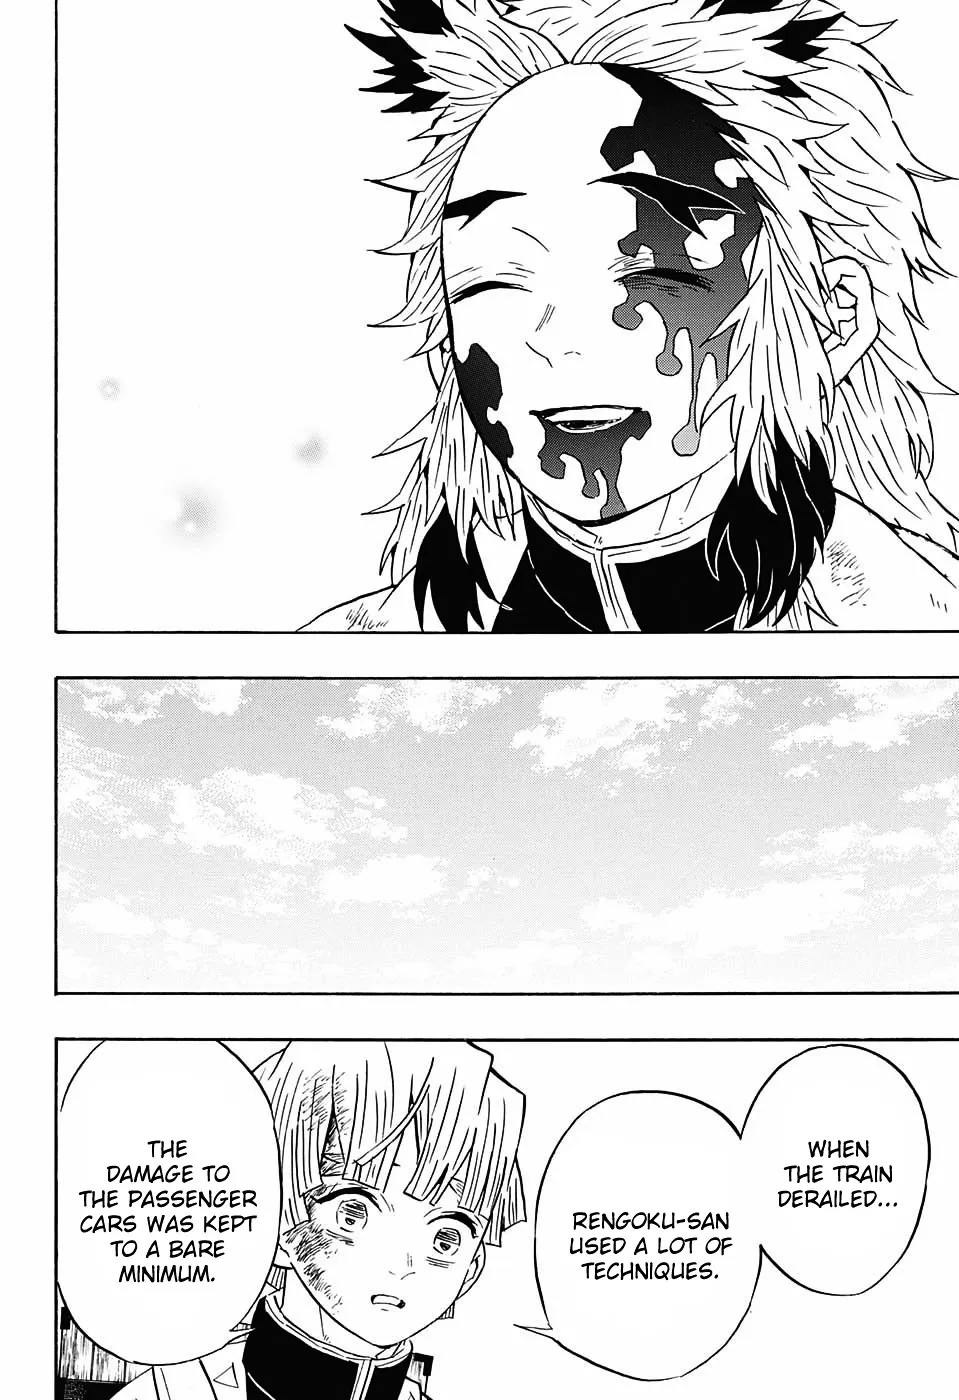 WHEN
THE TRAIN
DERAILED...
RENGOKU-SAN
USED A LOT OF
TECHNIQUES.
THE
DAMAGE TO
THE PASSENGER
CARS WAS KEPT
TO A BARE
MINIMUM.